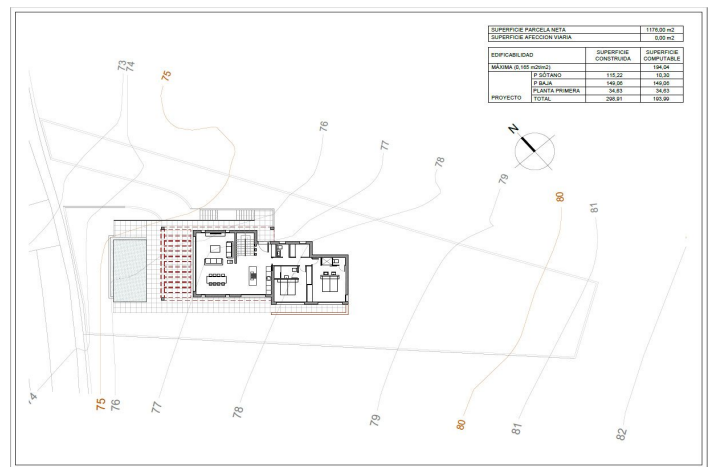 SUPERFICIE PARCELA NETA 1176,00 m2
SUPERFICIE AFECCION VIARIA 0,00 m2
EDIFICABILIDAD SUPERFICIE CONSTRUIDA SUPERFICIE COMPUTABLE
MÁXIMA (0,165 m2t/m2) 194,04
PROYECTO P SÓTANO 115,22 10,30
P BAJA 149,06 149,06
PLANTA PRIMERA 34,63 34,63
TOTAL 298,91 193,99
N
73
74
75
76
77
78
79
80
81
74
75
76
77
78
79
80
81
82